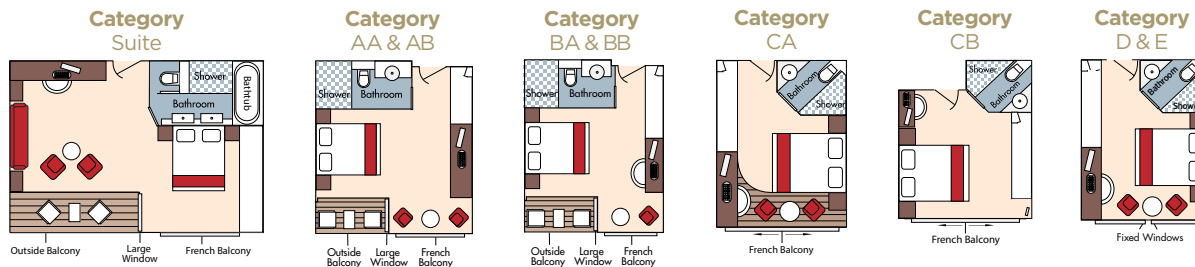 Category
Suite
Shower
Bathtub
Bathroom
Outside Balcony
Large
Window
French Balcony
Category
AA & AB
Shower
Bathroom
Outside
Balcony
Large
Window
French
Balcony
Category
BA & BB
Shower
Bathroom
Outside
Balcony
Large
Window
French
Balcony
Category
CA
Bathroom
Shower
French Balcony
Category
CB
Shower
Bathroom
French Balcony
Category
D & E
Bathroom
Shower
Fixed Windows